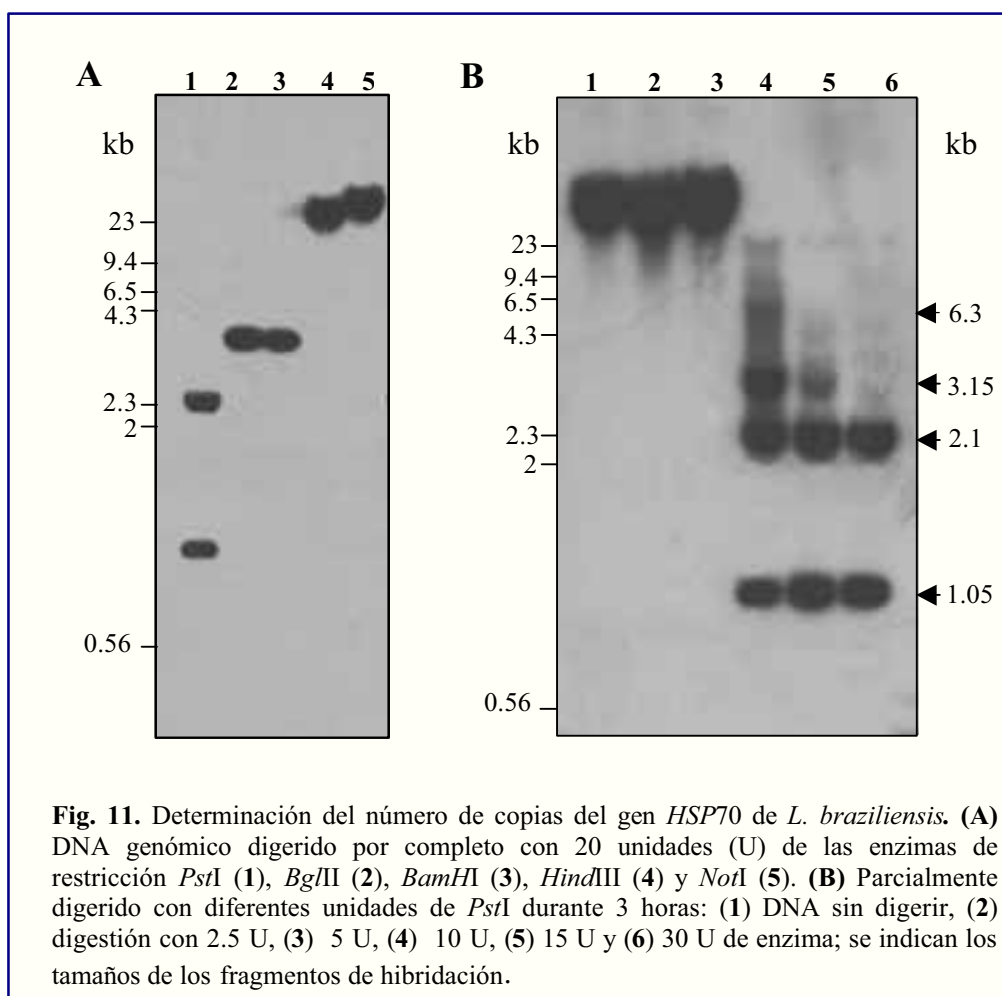 A
B
1 2 3 4 5
1 2 3 4 5 6
kb
kb
kb
23
9.4
6.5
4.3
2.3
2
0.56
23
9.4
6.5
4.3
2.3
2
0.56
6.3
3.15
2.1
1.05
Fig. 11. Determinación del número de copias del gen HSP70 de L. braziliensis. (A)
DNA genómico digerido por completo con 20 unidades (U) de las enzimas de
restricción PstI (1), BglII (2), BamHI (3), HindIII (4) y NotI (5). (B) Parcialmente
digerido con diferentes unidades de PstI durante 3 horas: (1) DNA sin digerir, (2)
digestión con 2.5 U, (3) 5 U, (4) 10 U, (5) 15 U y (6) 30 U de enzima; se indican los
tamaños de los fragmentos de hibridación.